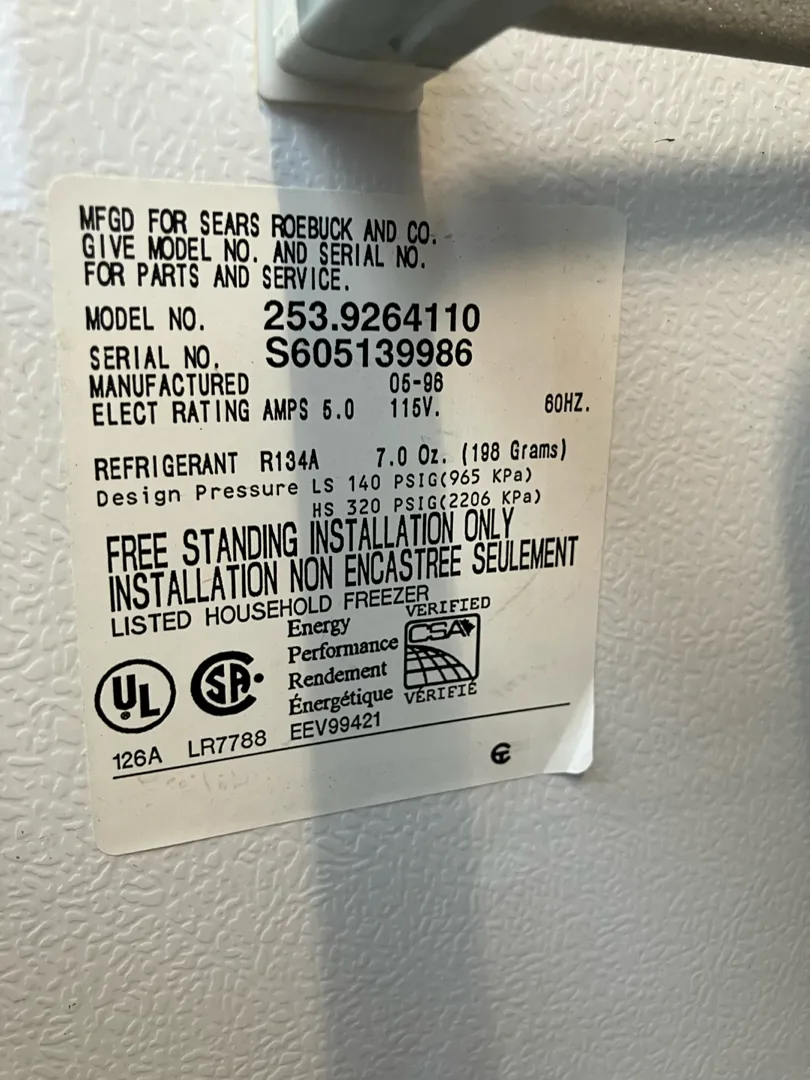 MFGD FOR SEARS ROEBUCK AND CO.
GIVE MODEL NO. AND SERIAL NO.
FOR PARTS AND SERVICE.
MODEL NO. 253.9264110
SERIAL NO. S605139986
MANUFACTURED 05-96
ELECT RATING AMPS 5.0 115V. 60HZ.
REFRIGERANT R134A 7.0 Oz. (198 Grams)
Design Pressure LS 140 PSIG(965 KPa)
HS 320 PSIG(2206 KPa)
FREE STANDING INSTALLATION ONLY
INSTALLATION NON ENCASTREE SEULEMENT
LISTED HOUSEHOLD FREEZER
VERIFIED
Energy
Performance
Rendement
Énergétique
CSA
VÉRIFIÉ
UL
SA
126A LR7788 EEV99421